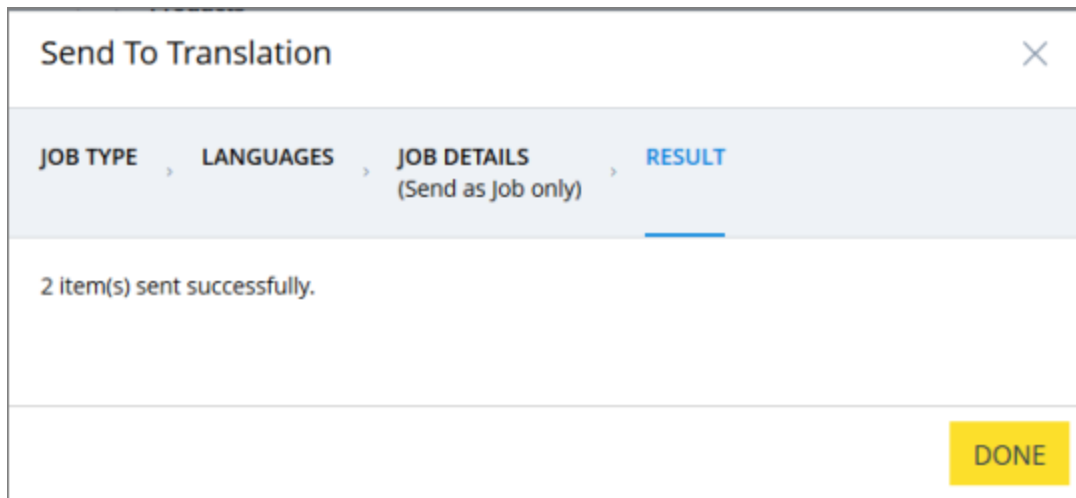 Send To Translation
JOB TYPE › LANGUAGES › JOB DETAILS › RESULT
(Send as Job only)
2 item(s) sent successfully.
DONE